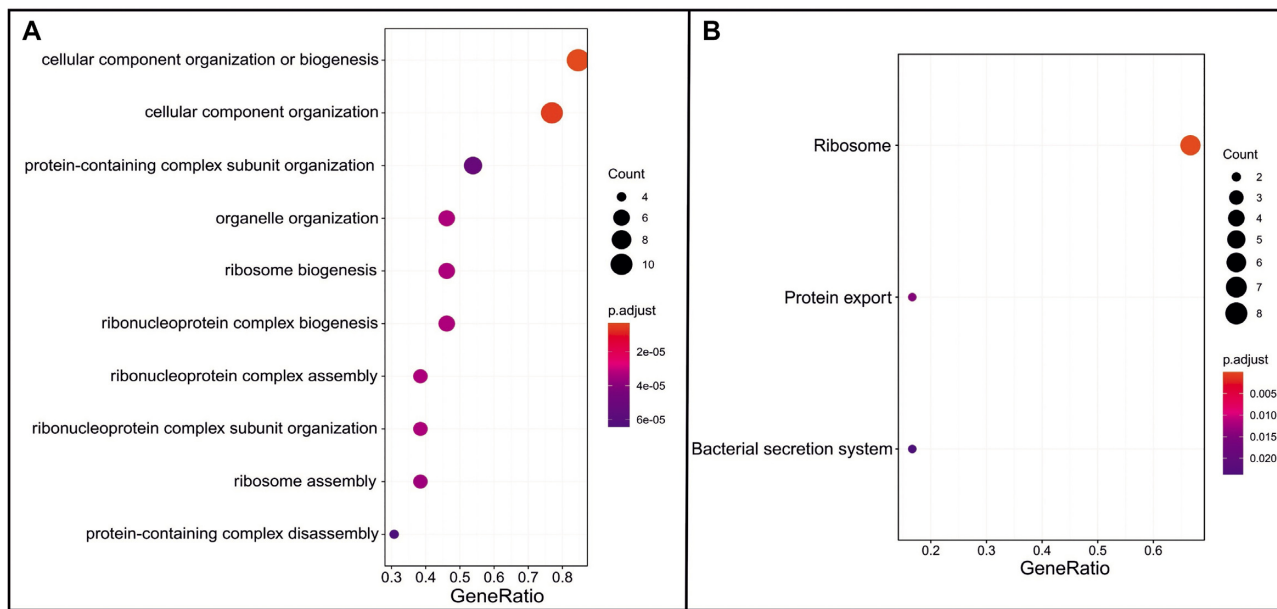 A
cellular component organization or biogenesis
cellular component organization
protein-containing complex subunit organization
organelle organization
ribosome biogenesis
ribonucleoprotein complex biogenesis
ribonucleoprotein complex assembly
ribonucleoprotein complex subunit organization
ribosome assembly
protein-containing complex disassembly
0.3 0.4 0.5 0.6 0.7 0.8
GeneRatio
Count
4
6
8
10
p.adjust
2e-05
4e-05
6e-05
B
Ribosome
Protein export
Bacterial secretion system
0.2 0.3 0.4 0.5 0.6
GeneRatio
Count
2
3
4
5
6
7
8
p.adjust
0.005
0.010
0.015
0.020